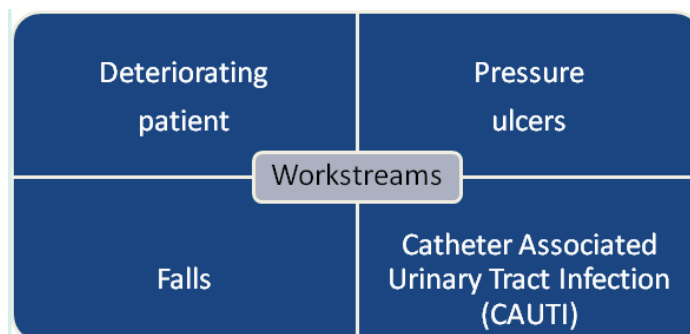 Deteriorating
patient
Pressure
ulcers
Workstreams
Falls
Catheter Associated
Urinary Tract Infection
(CAUTI)